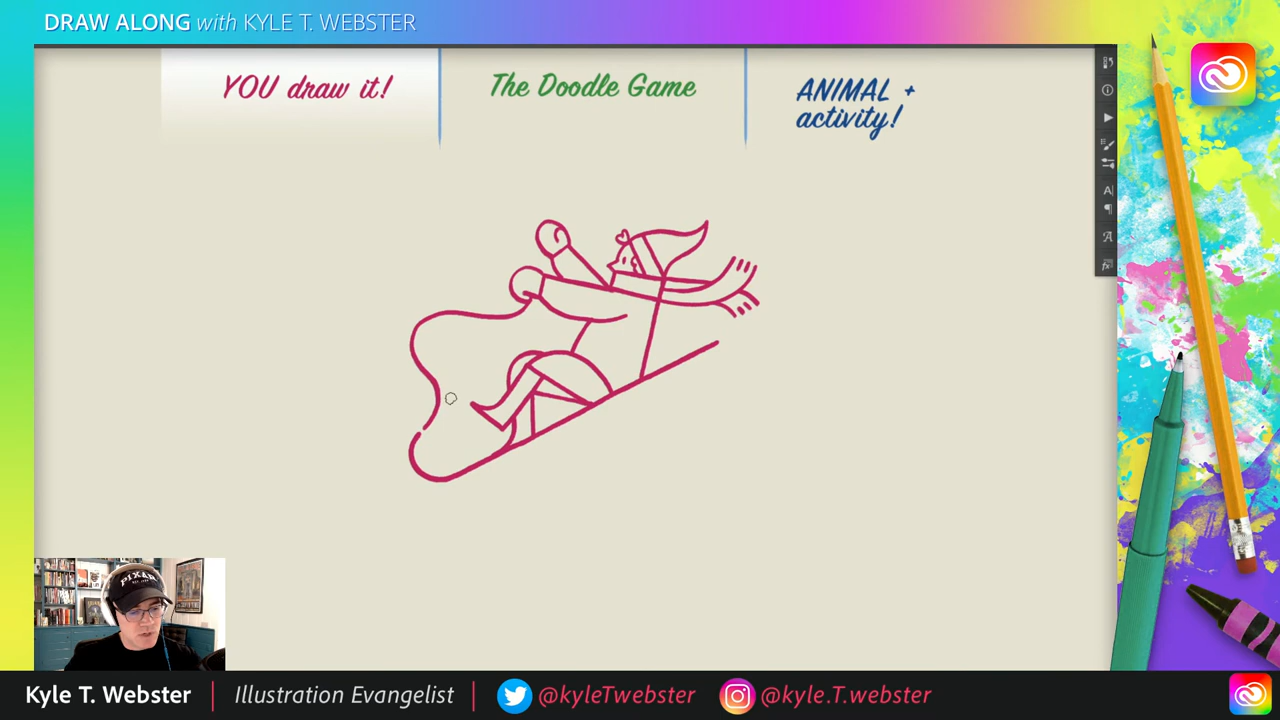 DRAW ALONG with KYLE T. WEBSTER
YOU draw it!
The Doodle Game
ANIMAL +
activity!
PIXAR
Kyle T. Webster | Illustration Evangelist @kyleTwebster @kyle.T.webster